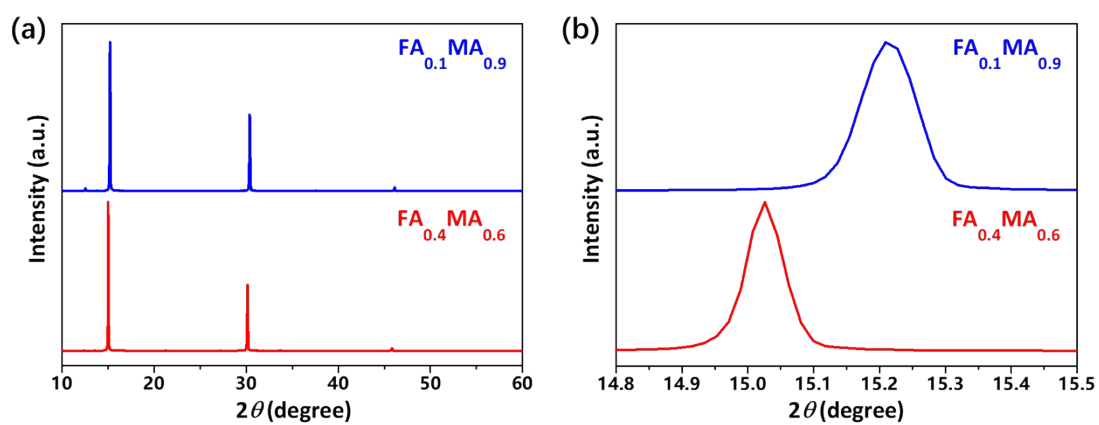 (a)
FA0.1MA0.9
FA0.4MA0.6
Intensity (a.u.)
10 20 30 40 50 60
2θ (degree)
(b)
FA0.1MA0.9
FA0.4MA0.6
Intensity (a.u.)
14.8 14.9 15.0 15.1 15.2 15.3 15.4 15.5
2θ (degree)